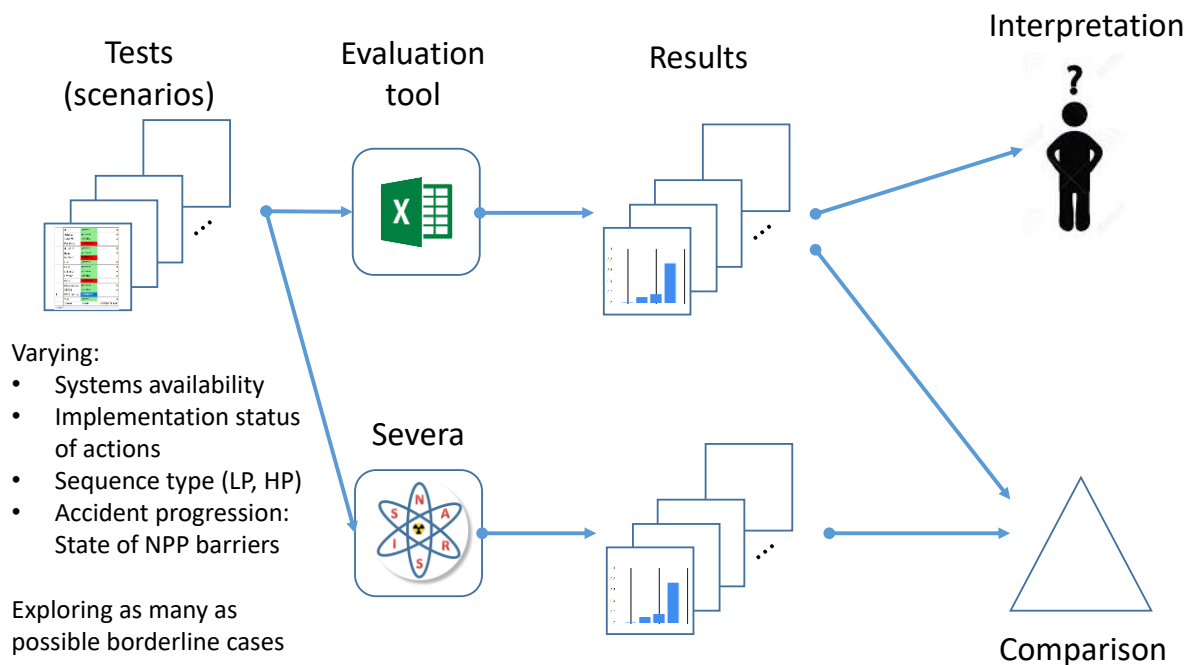 Tests
(scenarios)
Evaluation
tool
Results
Interpretation
?
X
...
...
Varying:
• Systems availability
• Implementation status
of actions
• Sequence type (LP, HP)
• Accident progression:
State of NPP barriers
Exploring as many as
possible borderline cases
Severa
N
A
R
S
I
S
...
Comparison